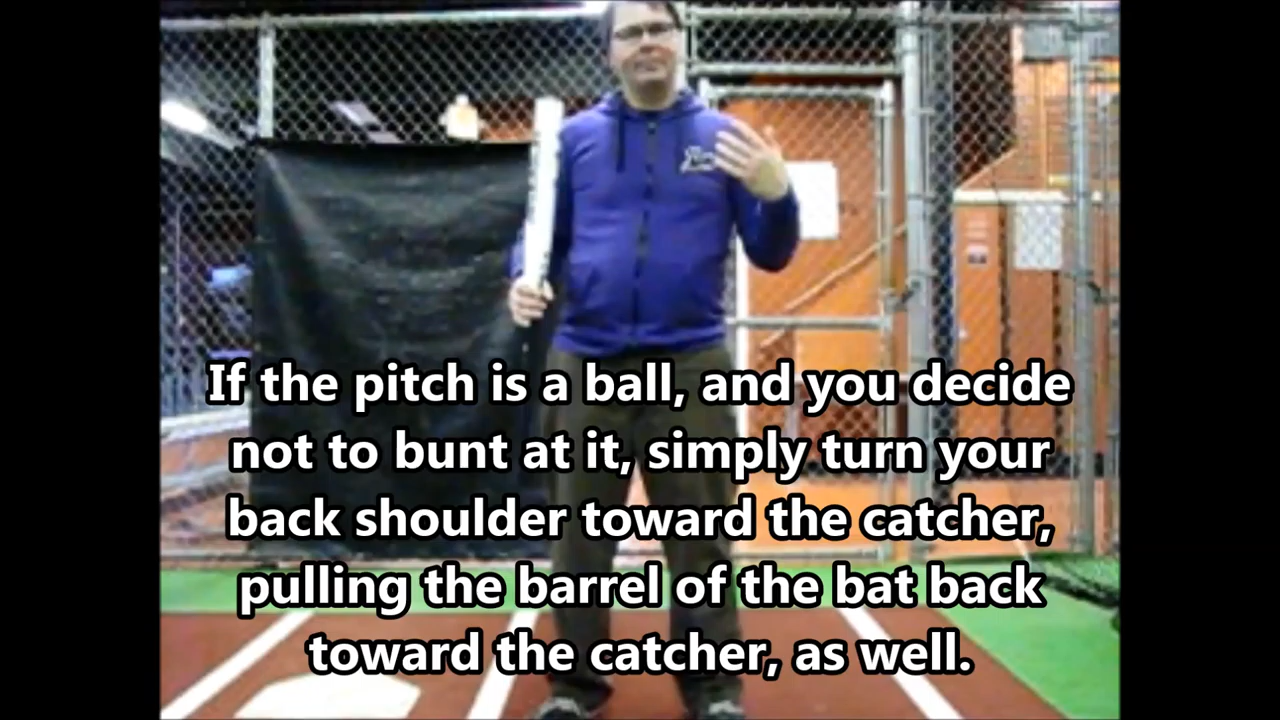 If the pitch is a ball, and you decide
not to bunt at it, simply turn your
back shoulder toward the catcher,
pulling the barrel of the bat back
toward the catcher, as well.